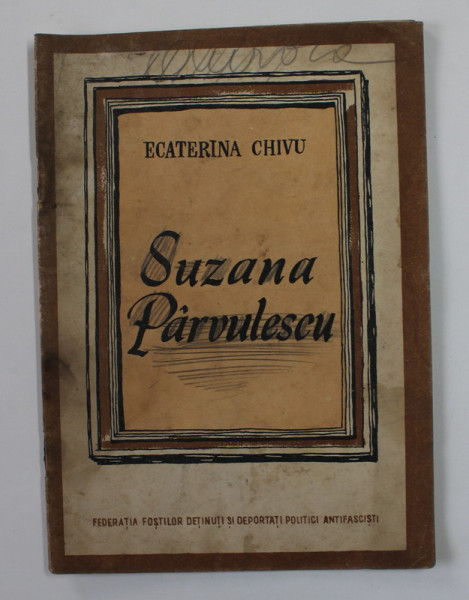 ECATERINA CHIVU
Suzana
Pârvulescu
FEDERAȚIA FOȘTILOR DEȚINUȚI ȘI DEPORTAȚI POLITICI ANTIFASCIȘTI